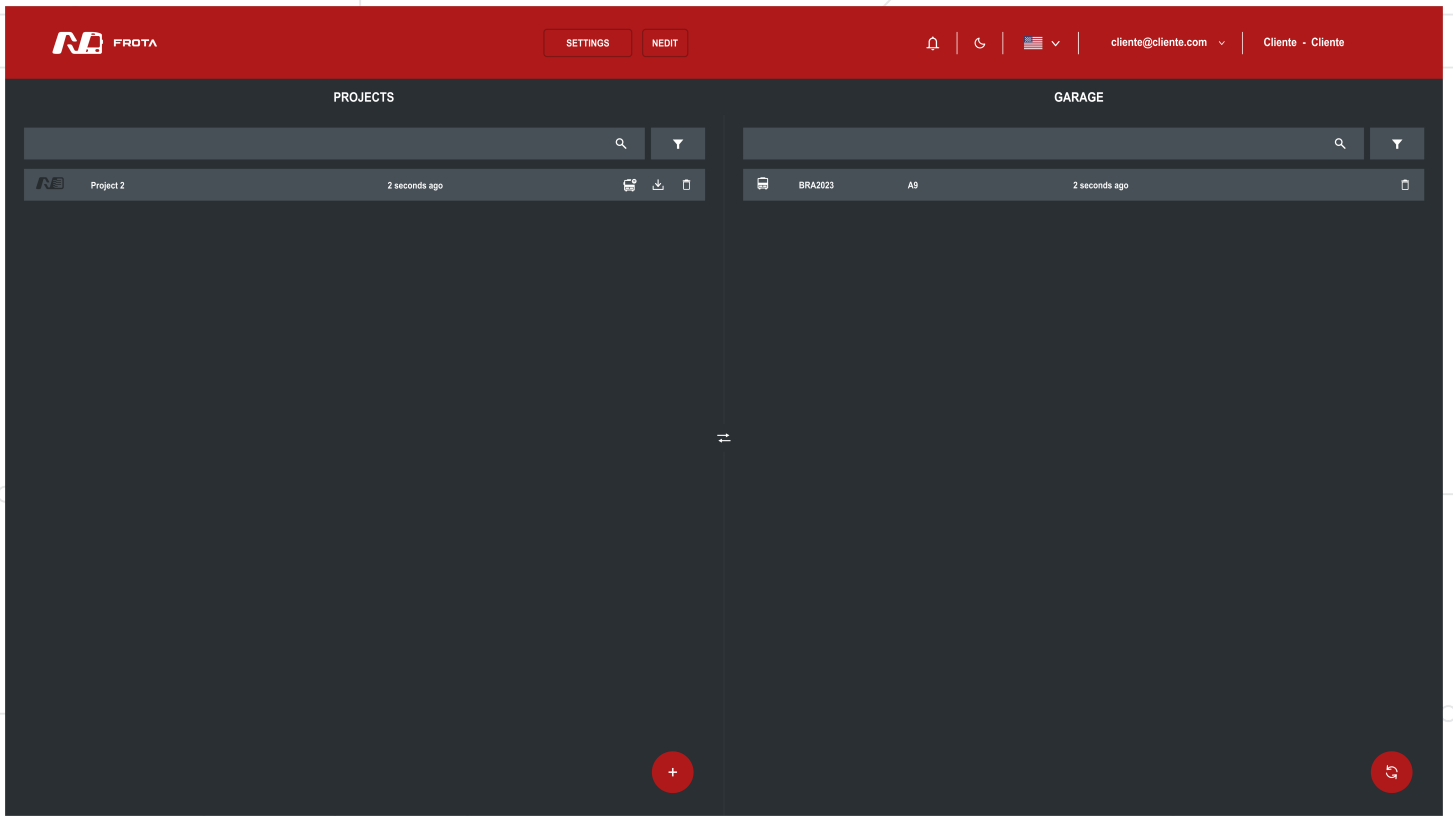 FROTA
SETTINGS
NEDIT
cliente@cliente.com
Cliente - Cliente
PROJECTS
GARAGE
Project 2
2 seconds ago
BRA2023
A9
2 seconds ago